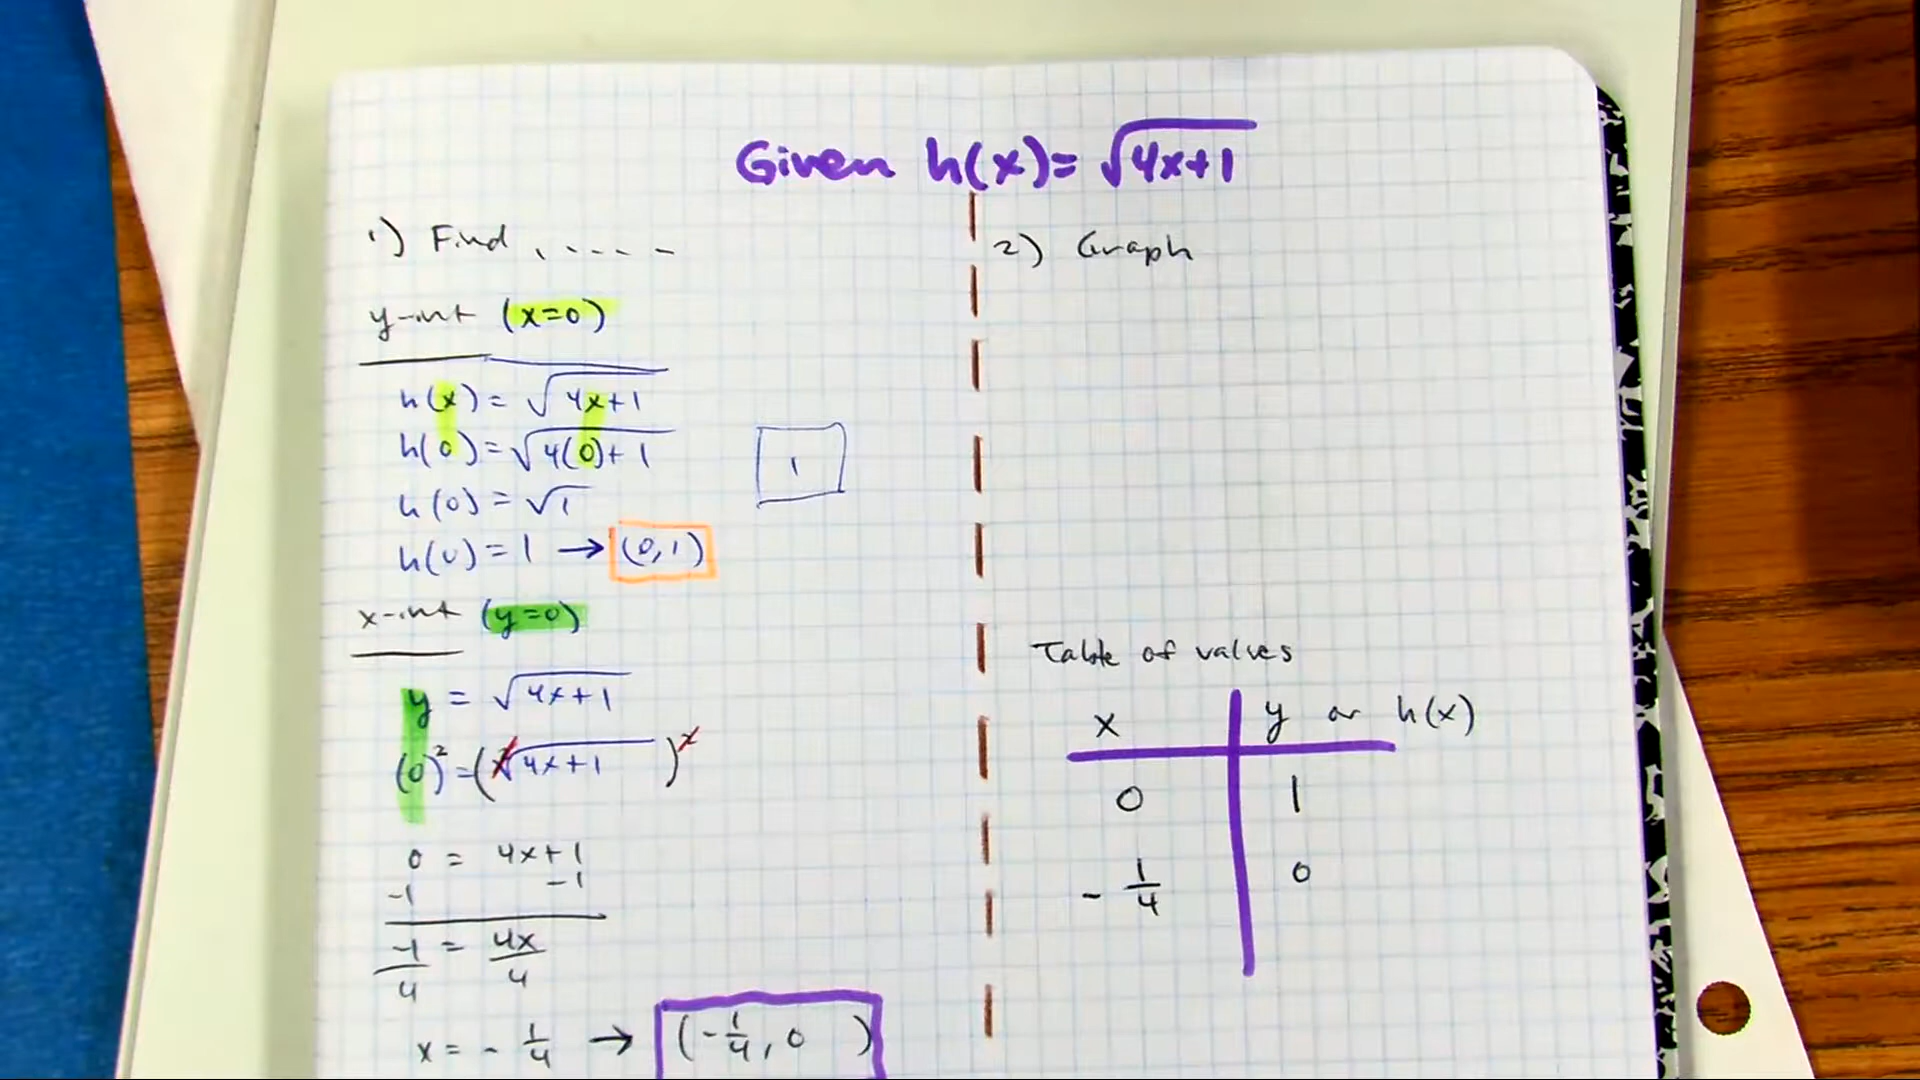 Given h(x)= √4x+1
1) Find , - - - -
y-int (x=0)
h(x) = √4x+1
h(0) = √4(0)+1
h(0) = √1
h(0) = 1 → (0,1)
1
x-int (y=0)
y = √4x+1
(0)² = (²√4x+1 )²
0 = 4x+1
-1 -1
-1/4 = 4x/4
x = - 1/4 → (-1/4, 0 )
2) Graph
Table of values
x y or h(x)
0 1
- 1/4 0